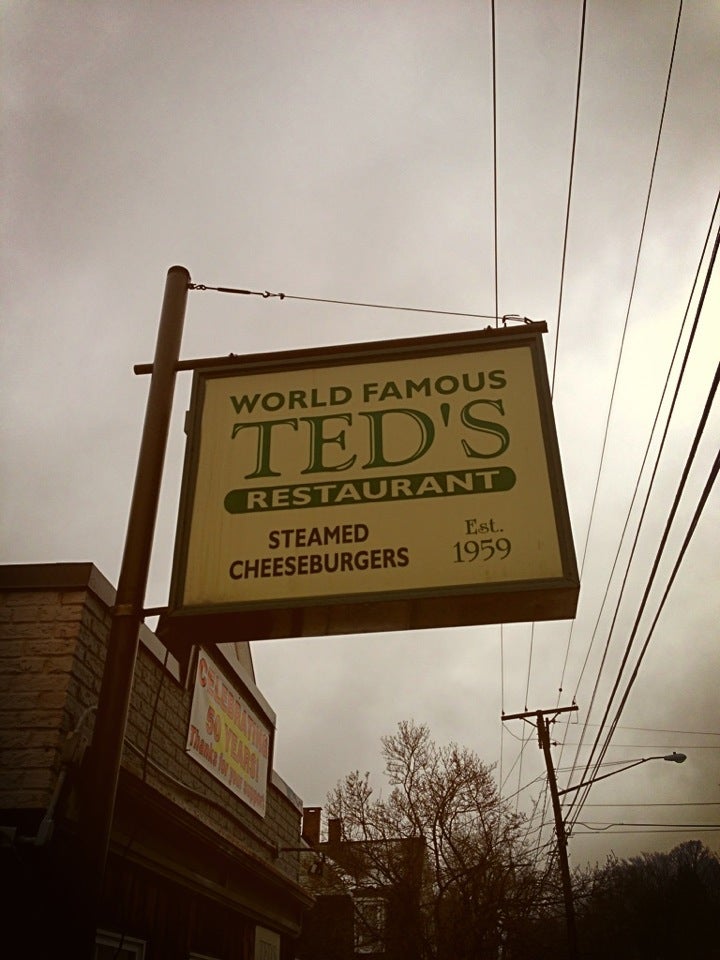 WORLD FAMOUS
TED'S
RESTAURANT
STEAMED
CHEESEBURGERS
Est.
1959
CELEBRATING
50 YEARS!
Thanks for your support